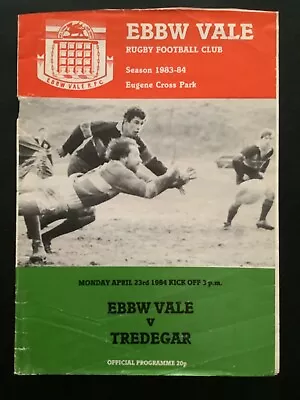 EBBW VALE
RUGBY FOOTBALL CLUB
Season 1983-84
Eugene Cross Park
EBBW VALE R.F.C.
MONDAY APRIL 23rd 1984 KICK OFF 3 p.m.
EBBW VALE
v
TREDEGAR
OFFICIAL PROGRAMME 20p